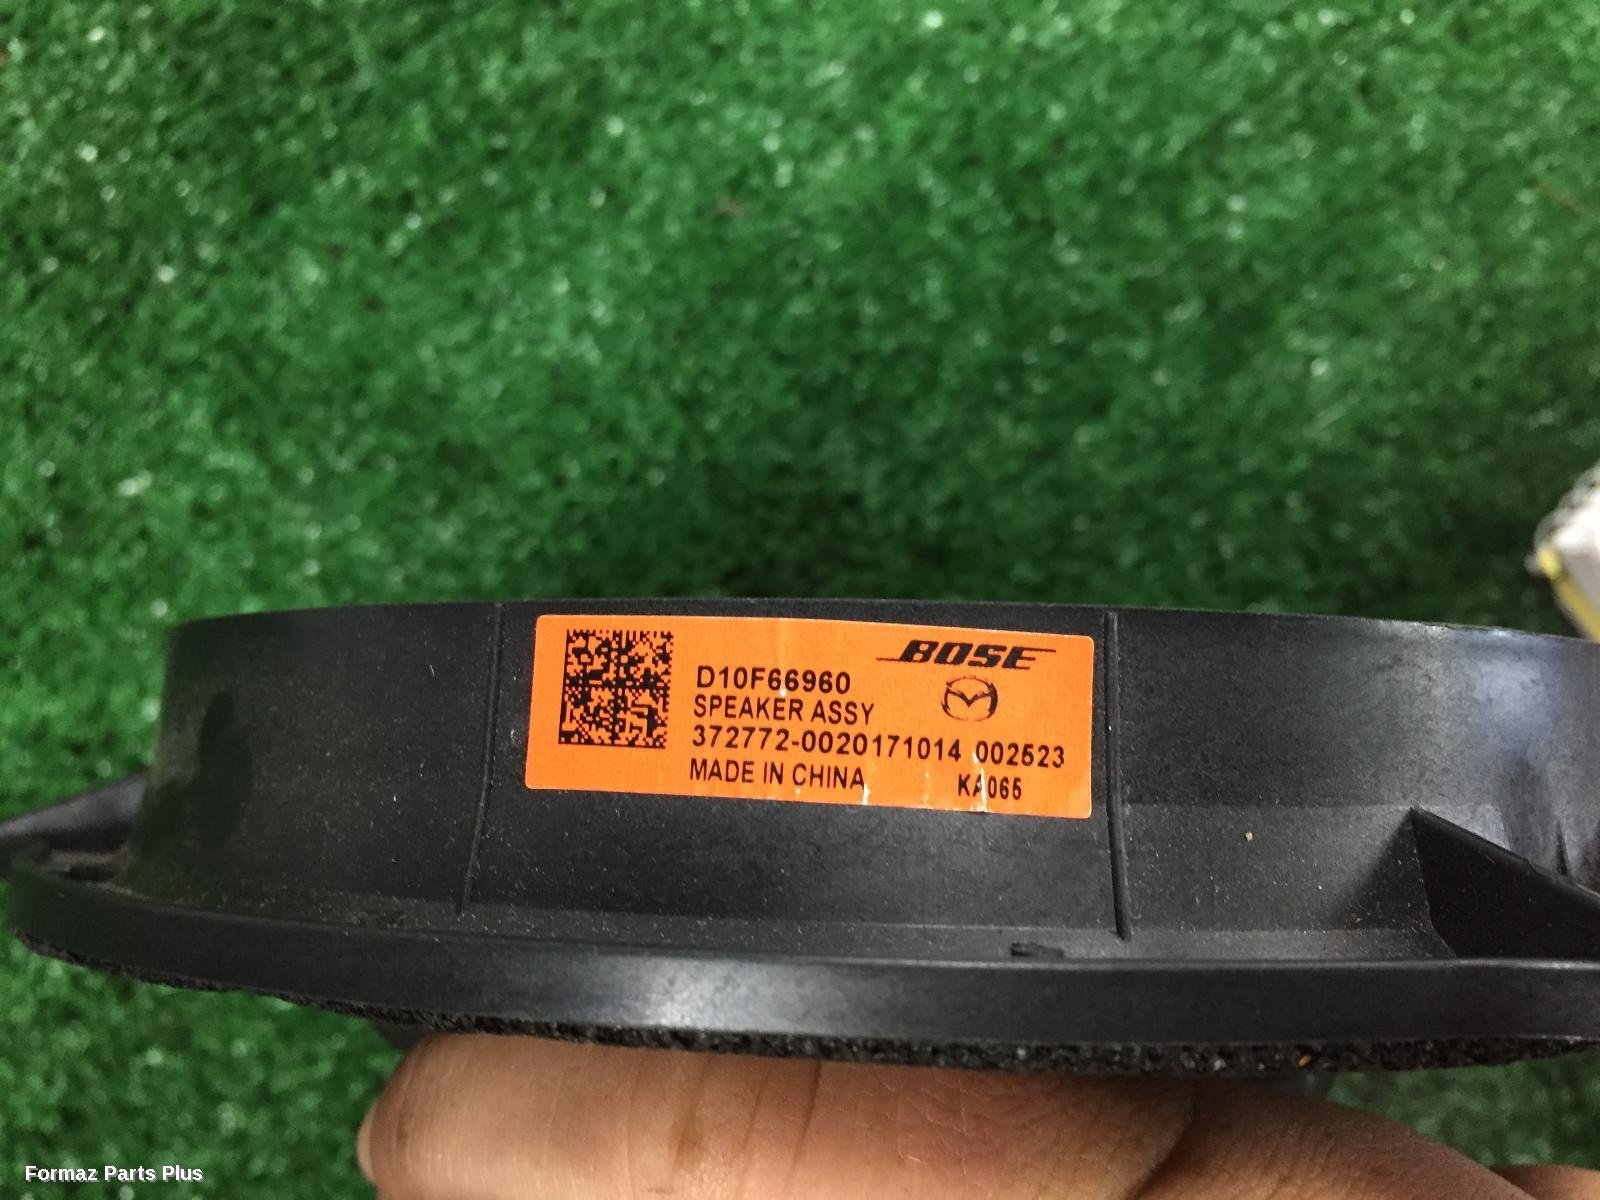 BOSE
D10F66960
SPEAKER ASSY
372772-0020171014 002523
MADE IN CHINA KA065
Formaz Parts Plus